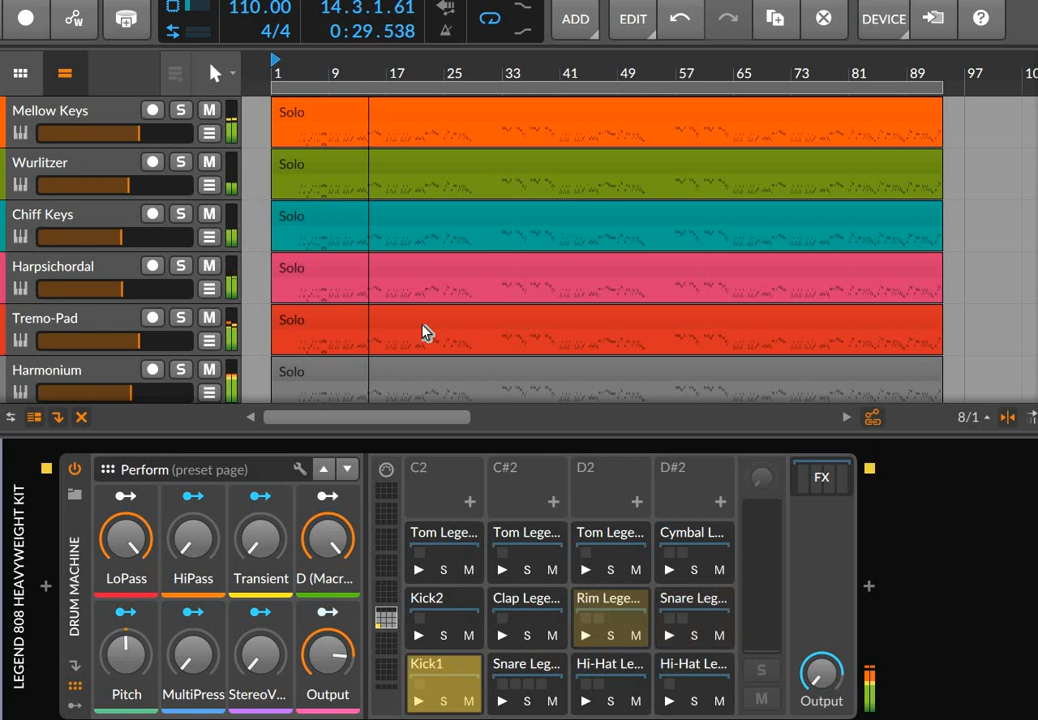 110.00 14.3.1.61
4/4 0:29.538
ADD EDIT DEVICE ?
1 9 17 25 33 41 49 57 65 73 81 89 97
Mellow Keys S M Solo
Wurlitzer S M Solo
Chiff Keys S M Solo
Harpsichordal S M Solo
Tremo-Pad S M Solo
Harmonium S M Solo
8/1
LEGEND 808 HEAVYWEIGHT KIT
DRUM MACHINE
Perform (preset page)
C2 C#2 D2 D#2
FX
LoPass HiPass Transient D (Macr...
Pitch MultiPress StereoV... Output
Tom Lege... Tom Lege... Tom Lege... Cymbal L...
S M S M S M S M
Kick2 Clap Lege... Rim Lege... Snare Leg...
S M S M S M S M
Kick1 Snare Leg... Hi-Hat Le... Hi-Hat Le...
S M S M S M S M
S
M
Output